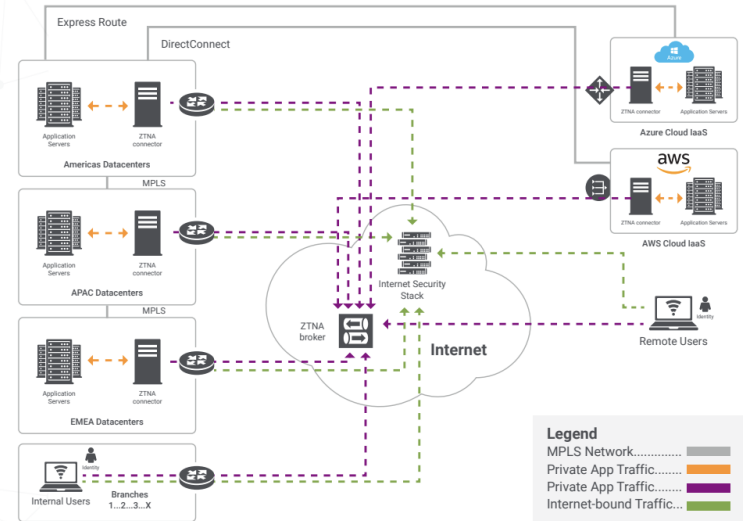 Express Route
DirectConnect
Application
Servers
ZTNA
connector
Americas Datacenters
MPLS
Application
Servers
ZTNA
connector
APAC Datacenters
MPLS
Application
Servers
ZTNA
connector
EMEA Datacenters
Identity
Internal Users
Branches
1...2...3...X
Internet Security
Stack
ZTNA
broker
Internet
Azure
ZTNA connector
Application Servers
Azure Cloud IaaS
aws
ZTNA connector
Application Servers
AWS Cloud IaaS
Identity
Remote Users
Legend
MPLS Network.............
Private App Traffic........
Private App Traffic........
Internet-bound Traffic...